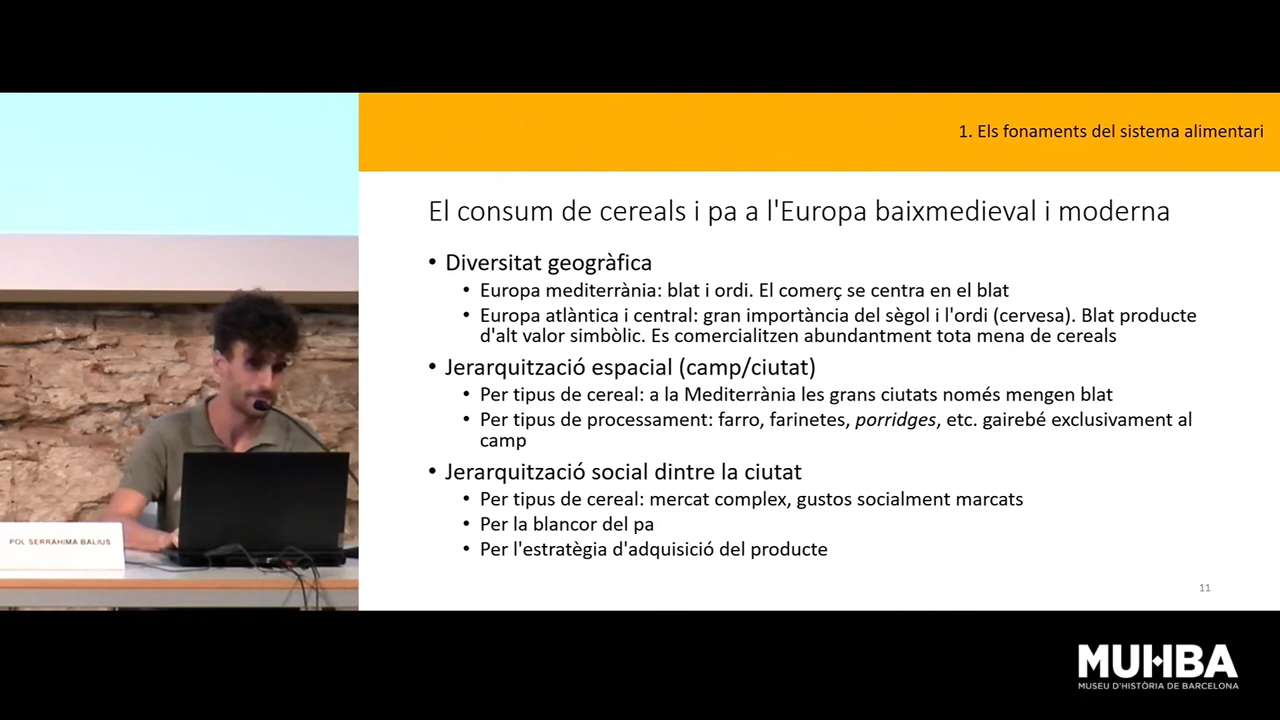 1. Els fonaments del sistema alimentari
El consum de cereals i pa a l'Europa baixmedieval i moderna
• Diversitat geogràfica
• Europa mediterrània: blat i ordi. El comerç se centra en el blat
• Europa atlàntica i central: gran importància del sègol i l'ordi (cervesa). Blat producte
d'alt valor simbòlic. Es comercialitzen abundantment tota mena de cereals
• Jerarquització espacial (camp/ciutat)
• Per tipus de cereal: a la Mediterrània les grans ciutats només mengen blat
• Per tipus de processament: farro, farinetes, porridges, etc. gairebé exclusivament al
camp
• Jerarquització social dintre la ciutat
• Per tipus de cereal: mercat complex, gustos socialment marcats
• Per la blancor del pa
• Per l'estratègia d'adquisició del producte
11
POL SERRAHIMA BALIUS
MUHBA
MUSEU D'HISTÒRIA DE BARCELONA